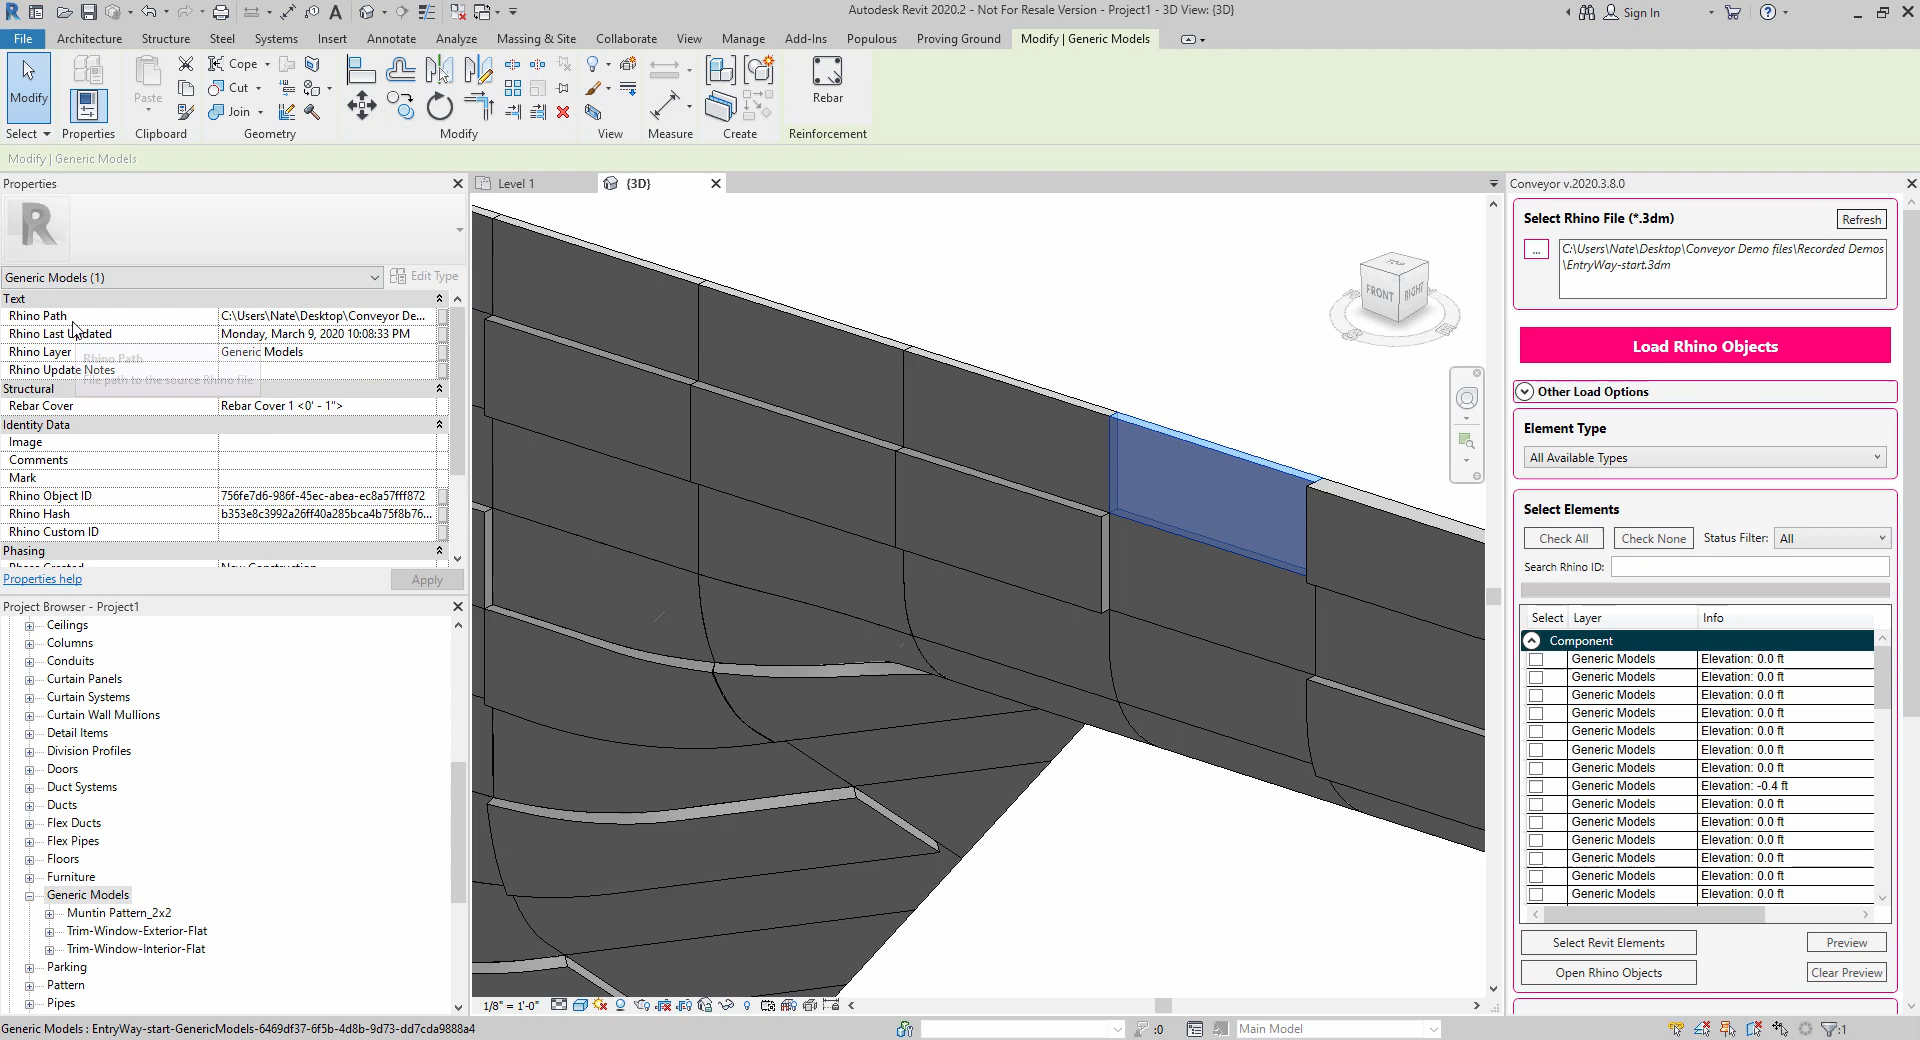 Autodesk Revit 2020.2 - Not For Resale Version - Project1 - 3D View: {3D}
Sign In
File
Architecture
Structure
Steel
Systems
Insert
Annotate
Analyze
Massing & Site
Collaborate
View
Manage
Add-Ins
Populous
Proving Ground
Modify | Generic Models
Modify
Paste
Cope
Cut
Join
Rebar
Select
Properties
Clipboard
Geometry
Modify
View
Measure
Create
Reinforcement
Modify | Generic Models
Properties
R
Generic Models (1)
Edit Type
Text
Rhino Path C:\Users\Nate\Desktop\Conveyor De...
Rhino Last Updated Monday, March 9, 2020 10:08:33 PM
Rhino Layer Generic Models
Rhino Path
Rhino Update Notes
File path to the source Rhino file
Structural
Rebar Cover Rebar Cover 1 <0' - 1">
Identity Data
Image
Comments
Mark
Rhino Object ID 756fe7d6-986f-45ec-abea-ec8a57fff872
Rhino Hash b353e8c3992a26ff40a285bca4b75f8b76...
Rhino Custom ID
Phasing
Phase Created New Construction
Properties help
Apply
Project Browser - Project1
Ceilings
Columns
Conduits
Curtain Panels
Curtain Systems
Curtain Wall Mullions
Detail Items
Division Profiles
Doors
Duct Systems
Ducts
Flex Ducts
Flex Pipes
Floors
Furniture
Generic Models
Muntin Pattern_2x2
Trim-Window-Exterior-Flat
Trim-Window-Interior-Flat
Parking
Pattern
Pipes
Level 1
{3D}
TOP
FRONT
RIGHT
1/8" = 1'-0"
Conveyor v.2020.3.8.0
Select Rhino File (*.3dm)
Refresh
...
C:\Users\Nate\Desktop\Conveyor Demo files\Recorded Demos
\EntryWay-start.3dm
Load Rhino Objects
Other Load Options
Element Type
All Available Types
Select Elements
Check All
Check None
Status Filter:
All
Search Rhino ID:
Select Layer Info
Component
Generic Models Elevation: 0.0 ft
Generic Models Elevation: 0.0 ft
Generic Models Elevation: 0.0 ft
Generic Models Elevation: 0.0 ft
Generic Models Elevation: 0.0 ft
Generic Models Elevation: 0.0 ft
Generic Models Elevation: 0.0 ft
Generic Models Elevation: -0.4 ft
Generic Models Elevation: 0.0 ft
Generic Models Elevation: 0.0 ft
Generic Models Elevation: 0.0 ft
Generic Models Elevation: 0.0 ft
Generic Models Elevation: 0.0 ft
Generic Models Elevation: 0.0 ft
Select Revit Elements
Preview
Open Rhino Objects
Clear Preview
Generic Models : EntryWay-start-GenericModels-6469df37-6f5b-4d8b-9d73-dd7cda9888a4
:0
Main Model
:1